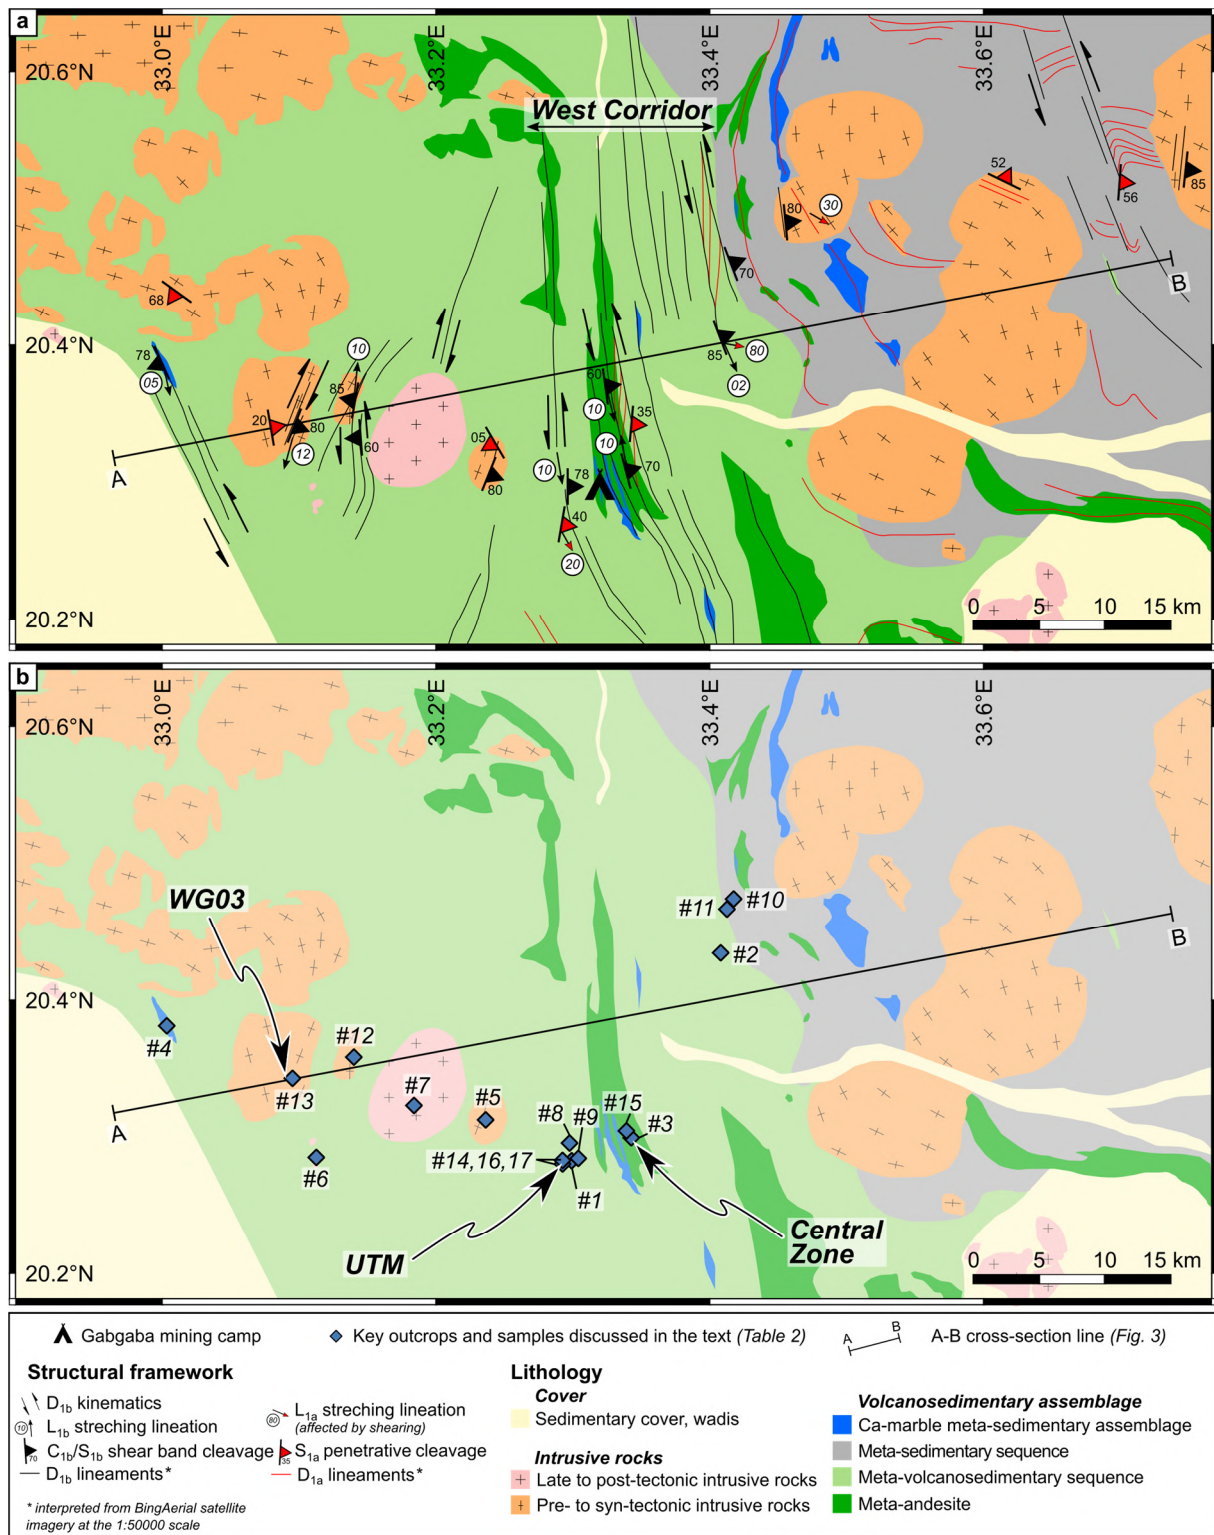 a
33.0°E
33.2°E
33.4°E
33.6°E
20.6°N
West Corridor
52
56
85
80
30
70
68
20.4°N
78
05
10
85
20
80
12
60
05
80
60
10
10
35
70
10
78
40
20
85
80
02
A
B
20.2°N
0 5 10 15 km
b
33.0°E
33.2°E
33.4°E
33.6°E
20.6°N
WG03
#10
#11
#2
B
20.4°N
#4
#12
#13
#7
#5
#8
#9
#15
#3
A
#6
#14,16,17
#1
UTM
Central
Zone
20.2°N
0 5 10 15 km
Gabgaba mining camp
Key outcrops and samples discussed in the text (Table 2)
A B
A-B cross-section line (Fig. 3)
Structural framework
D1b kinematics
10 L1b streching lineation
70 C1b/S1b shear band cleavage
D1b lineaments*
80 L1a streching lineation
(affected by shearing)
35 S1a penetrative cleavage
D1a lineaments*
* interpreted from BingAerial satellite
imagery at the 1:50000 scale
Lithology
Cover
Sedimentary cover, wadis
Intrusive rocks
Late to post-tectonic intrusive rocks
Pre- to syn-tectonic intrusive rocks
Volcanosedimentary assemblage
Ca-marble meta-sedimentary assemblage
Meta-sedimentary sequence
Meta-volcanosedimentary sequence
Meta-andesite